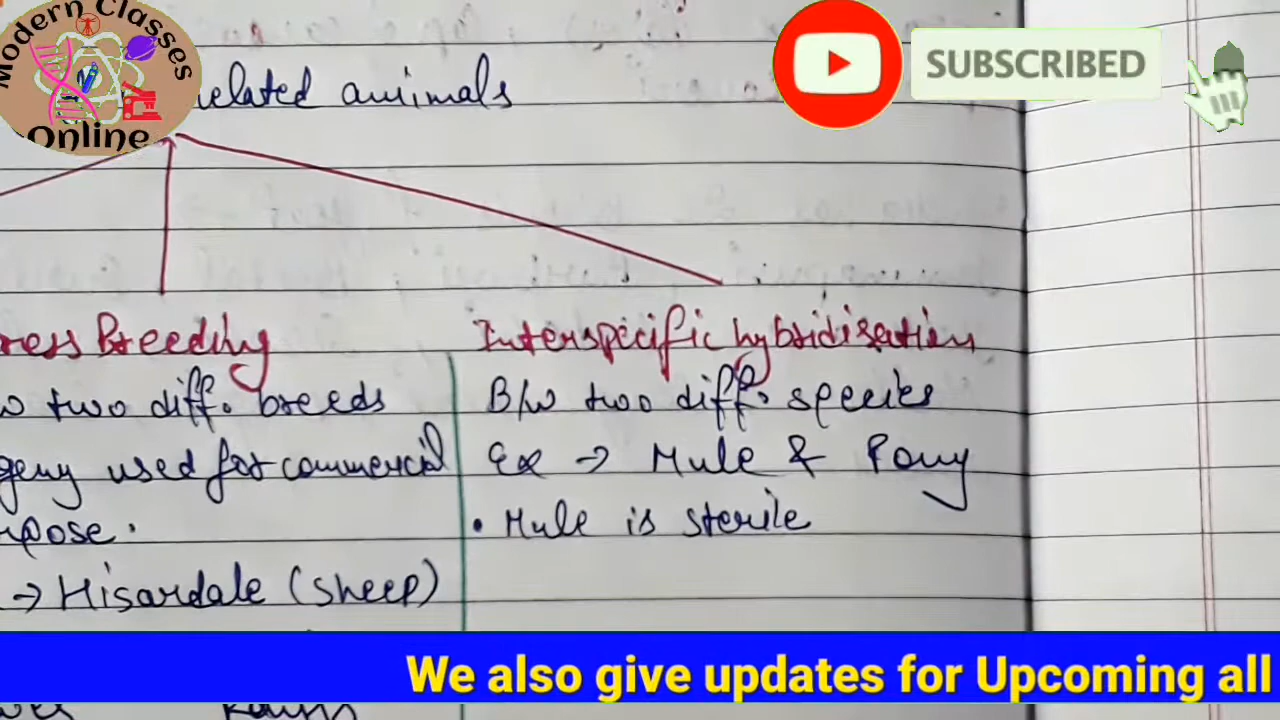 Modern Classes
Online
SUBSCRIBED
related animals
ress Breeding
w two diff. breeds
geny used for commercial
rpose.
→ Hisardale (sheep)
Interspecific hybridisation
B/w two diff. species
Ex → Mule & Pony
• Mule is sterile
We also give updates for Upcoming all